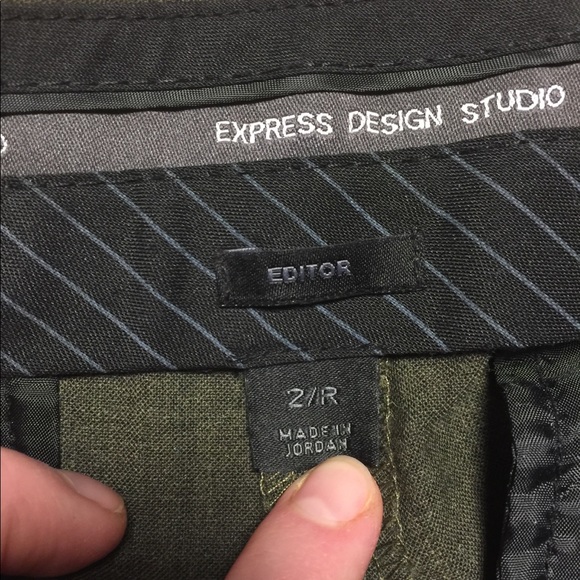 EXPRESS DESIGN STUDIO
EDITOR
2/R
MADE IN
JORDAN